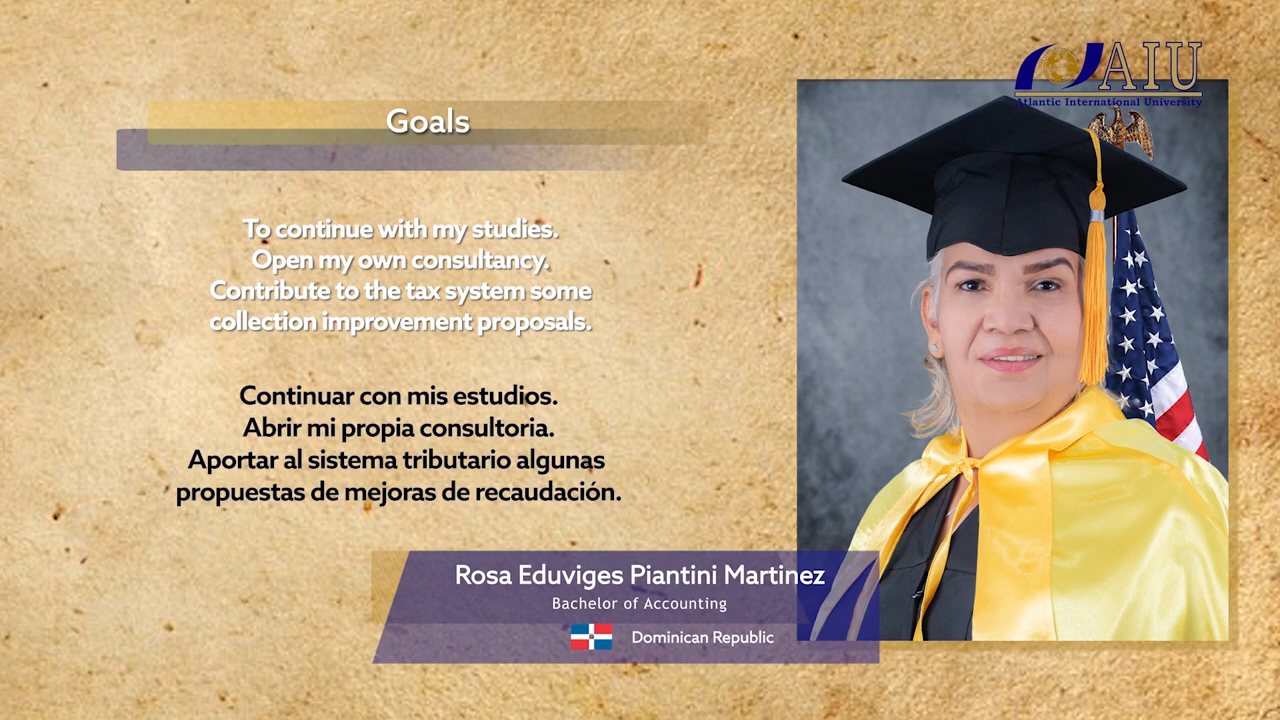 AIU
Atlantic International University
Goals
To continue with my studies.
Open my own consultancy.
Contribute to the tax system some
collection improvement proposals.
Continuar con mis estudios.
Abrir mi propia consultoria.
Aportar al sistema tributario algunas
propuestas de mejoras de recaudación.
Rosa Eduviges Piantini Martinez
Bachelor of Accounting
Dominican Republic